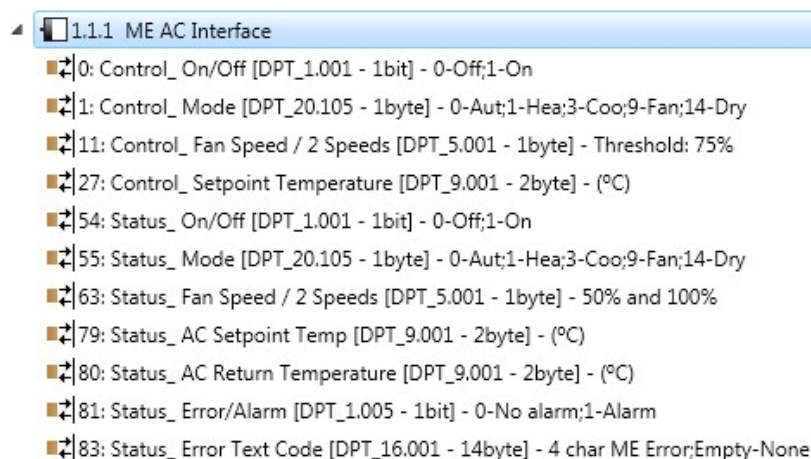 1.1.1 ME AC Interface
0: Control_ On/Off [DPT_1.001 - 1bit] - 0-Off;1-On
1: Control_ Mode [DPT_20.105 - 1byte] - 0-Aut;1-Hea;3-Coo;9-Fan;14-Dry
11: Control_ Fan Speed / 2 Speeds [DPT_5.001 - 1byte] - Threshold: 75%
27: Control_ Setpoint Temperature [DPT_9.001 - 2byte] - (ºC)
54: Status_ On/Off [DPT_1.001 - 1bit] - 0-Off;1-On
55: Status_ Mode [DPT_20.105 - 1byte] - 0-Aut;1-Hea;3-Coo;9-Fan;14-Dry
63: Status_ Fan Speed / 2 Speeds [DPT_5.001 - 1byte] - 50% and 100%
79: Status_ AC Setpoint Temp [DPT_9.001 - 2byte] - (ºC)
80: Status_ AC Return Temperature [DPT_9.001 - 2byte] - (ºC)
81: Status_ Error/Alarm [DPT_1.005 - 1bit] - 0-No alarm;1-Alarm
83: Status_ Error Text Code [DPT_16.001 - 14byte] - 4 char ME Error;Empty-None